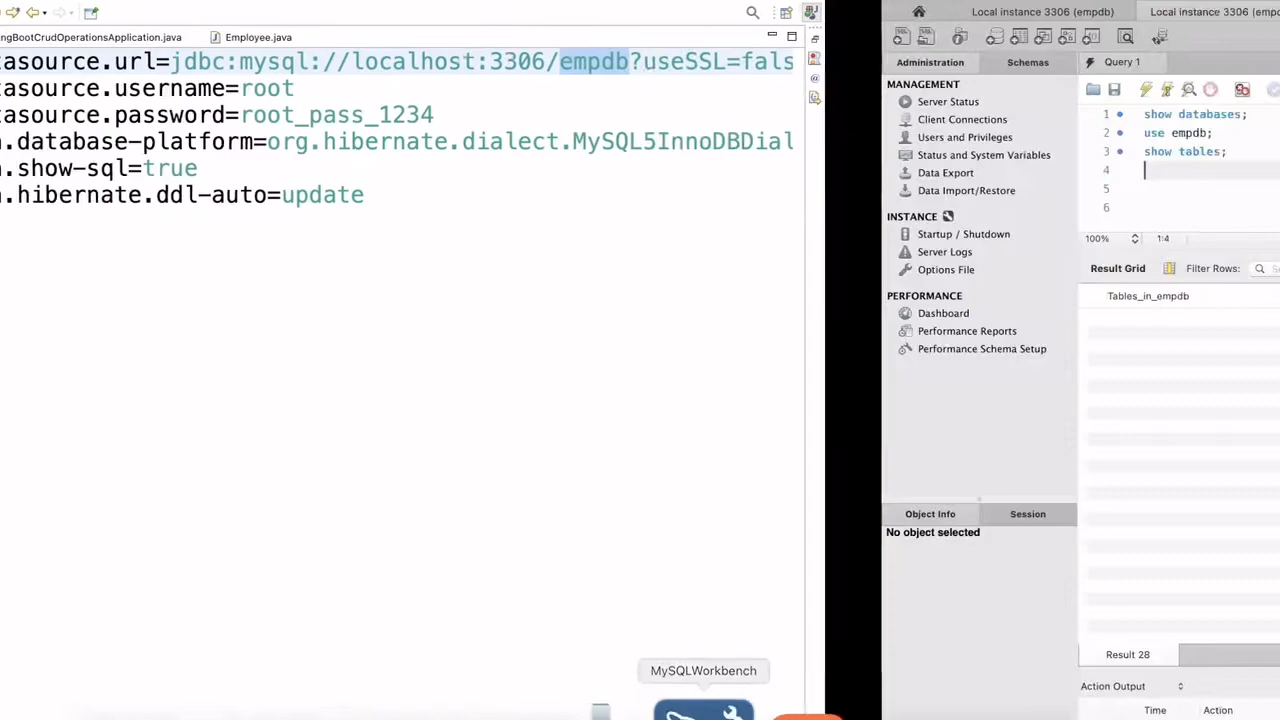 ngBootCrudOperationsApplication.java
Employee.java
tasource.url=jdbc:mysql://localhost:3306/empdb?useSSL=fals
tasource.username=root
tasource.password=root_pass_1234
a.database-platform=org.hibernate.dialect.MySQL5InnoDBDial
a.show-sql=true
a.hibernate.ddl-auto=update
MySQLWorkbench
Local instance 3306 (empdb)
Local instance 3306 (emp
Administration
Schemas
MANAGEMENT
Server Status
Client Connections
Users and Privileges
Status and System Variables
Data Export
Data Import/Restore
INSTANCE
Startup / Shutdown
Server Logs
Options File
PERFORMANCE
Dashboard
Performance Reports
Performance Schema Setup
Object Info
Session
No object selected
Query 1
1 show databases;
2 use empdb;
3 show tables;
4
5
6
100%
1:4
Result Grid
Filter Rows:
Tables_in_empdb
Result 28
Action Output
Time
Action